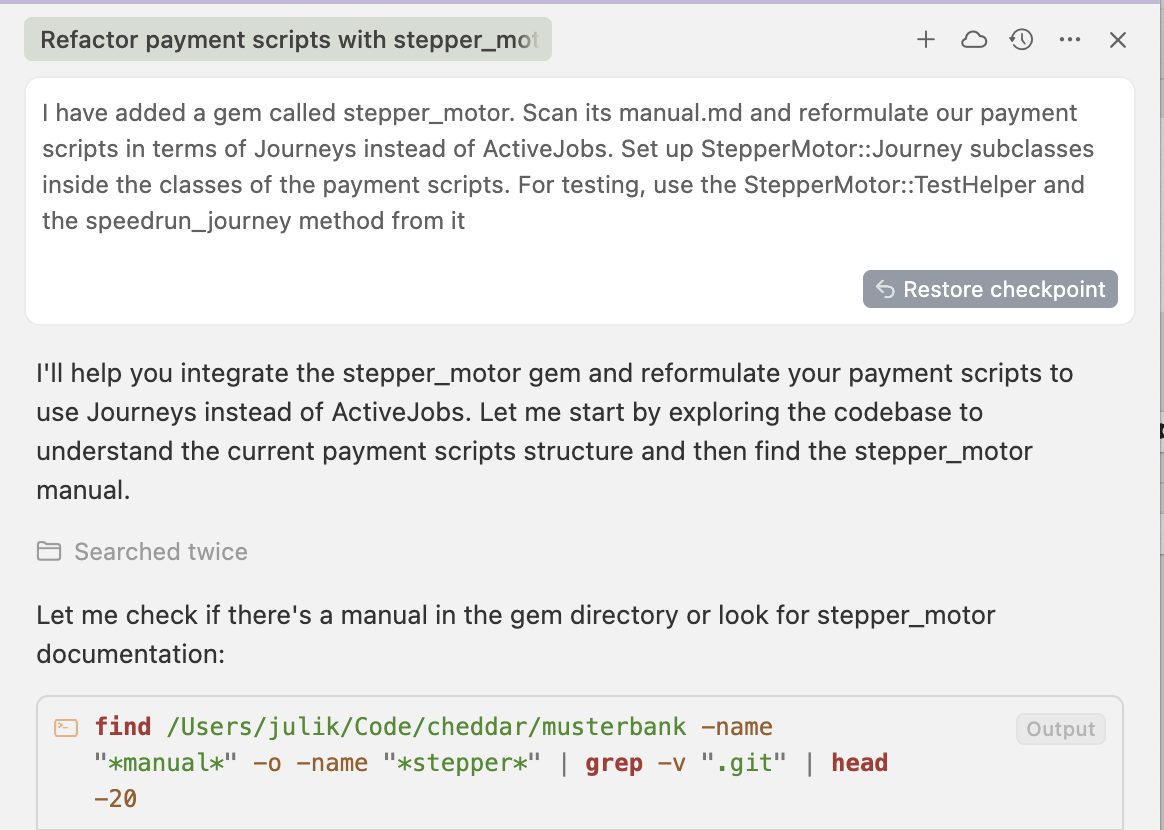 Refactor payment scripts with stepper_mot
I have added a gem called stepper_motor. Scan its manual.md and reformulate our payment
scripts in terms of Journeys instead of ActiveJobs. Set up StepperMotor::Journey subclasses
inside the classes of the payment scripts. For testing, use the StepperMotor::TestHelper and
the speedrun_journey method from it
Restore checkpoint
I'll help you integrate the stepper_motor gem and reformulate your payment scripts to
use Journeys instead of ActiveJobs. Let me start by exploring the codebase to
understand the current payment scripts structure and then find the stepper_motor
manual.
Searched twice
Let me check if there's a manual in the gem directory or look for stepper_motor
documentation:
find /Users/julik/Code/cheddar/musterbank -name
"*manual*" -o -name "*stepper*" | grep -v ".git" | head
-20
Output